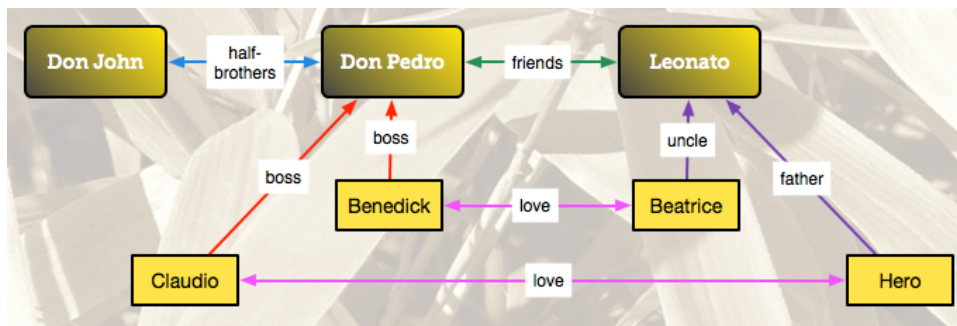 Don John
half-
brothers
Don Pedro
friends
Leonato
boss
uncle
boss
father
Benedick
love
Beatrice
Claudio
love
Hero